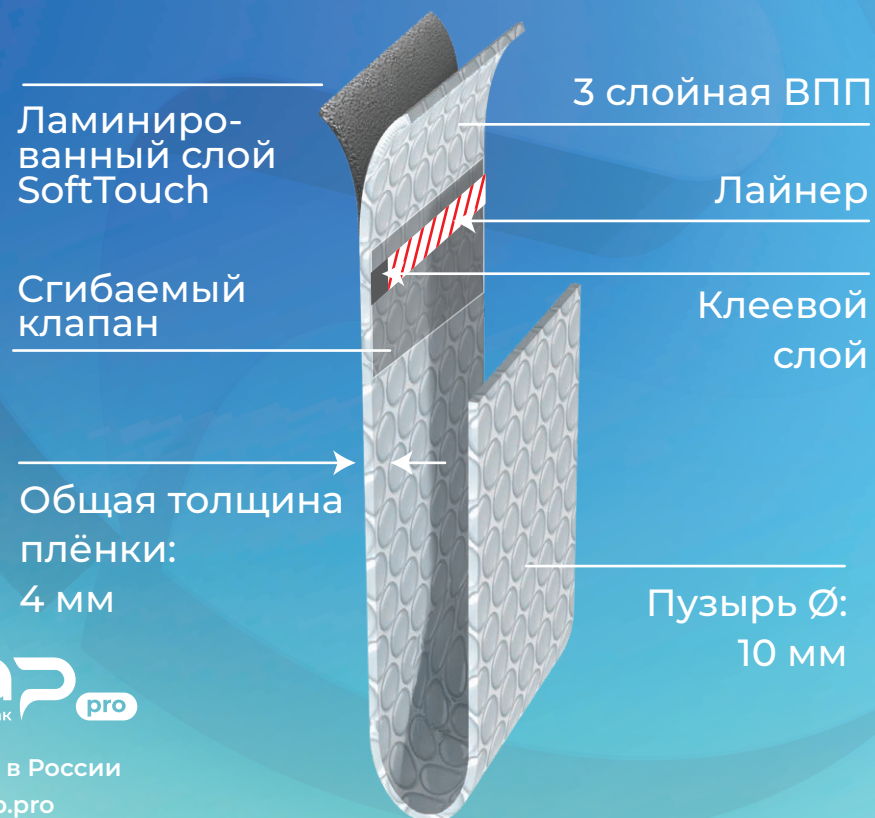 Ламиниро-
ванный слой
SoftTouch
Сгибаемый
клапан
Общая толщина
плёнки:
4 мм
3 слойная ВПП
Лайнер
Клеевой
слой
Пузырь Ø:
10 мм
pro
в России
.pro